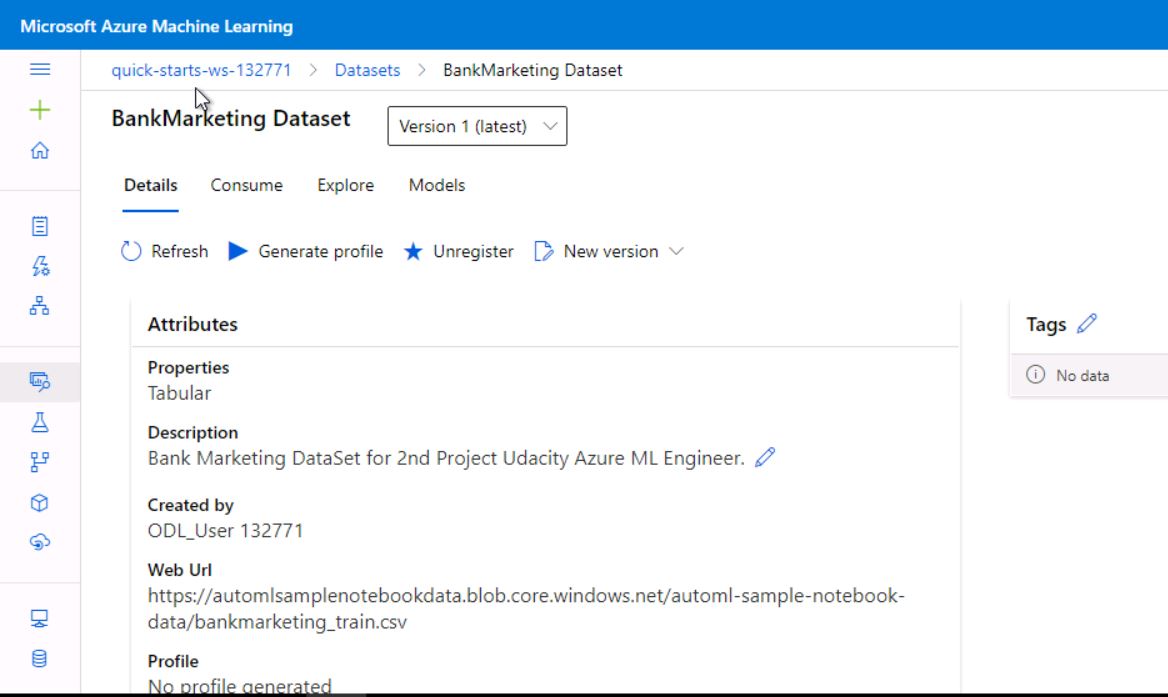 Microsoft Azure Machine Learning
quick-starts-ws-132771 > Datasets > BankMarketing Dataset
BankMarketing Dataset
Version 1 (latest)
Details Consume Explore Models
Refresh Generate profile Unregister New version
Attributes
Tags
Properties
Tabular
No data
Description
Bank Marketing DataSet for 2nd Project Udacity Azure ML Engineer.
Created by
ODL_User 132771
Web Url
https://automlsamplenotebookdata.blob.core.windows.net/automl-sample-notebook-
data/bankmarketing_train.csv
Profile
No profile generated